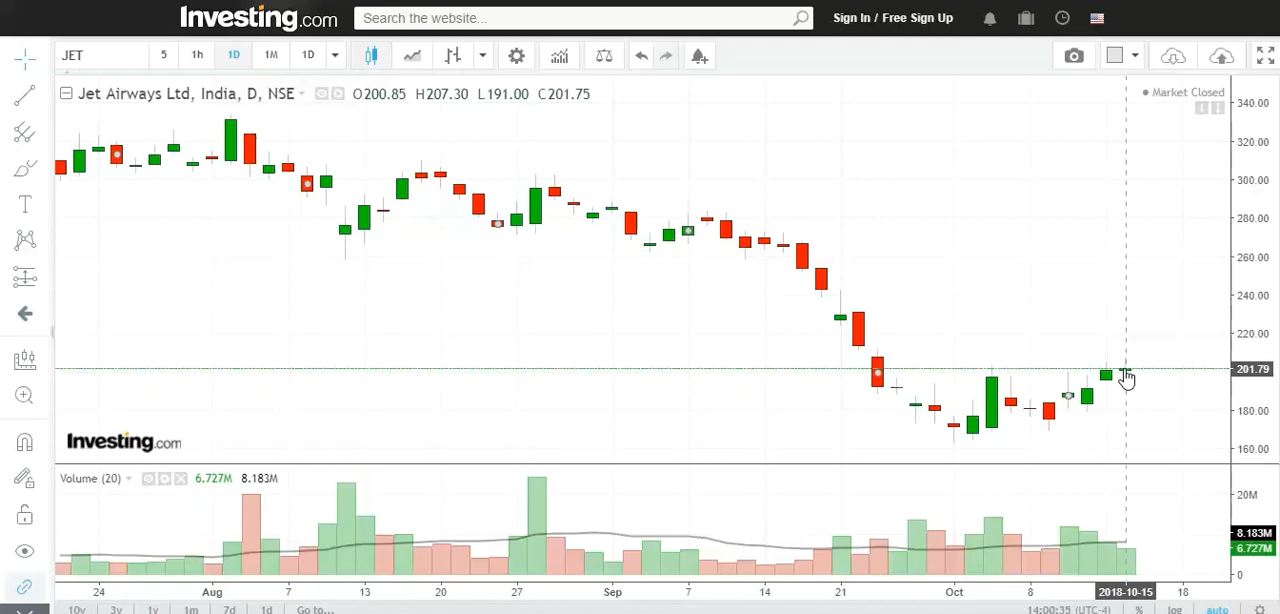 Investing.com Search the website... Sign In / Free Sign Up
JET 5 1h 1D 1M 1D
Jet Airways Ltd, India, D, NSE O200.85 H207.30 L191.00 C201.75
Market Closed
340.00
320.00
300.00
280.00
260.00
240.00
220.00
201.79
180.00
160.00
Investing.com
Volume (20) 6.727M 8.183M
20M
8.183M
6.727M
0
24 Aug 7 13 20 27 Sep 7 14 21 Oct 8 2018-10-15 18
10y 3y 1y 1m 7d 1d Go to... 14:00:35 (UTC-4) % log auto